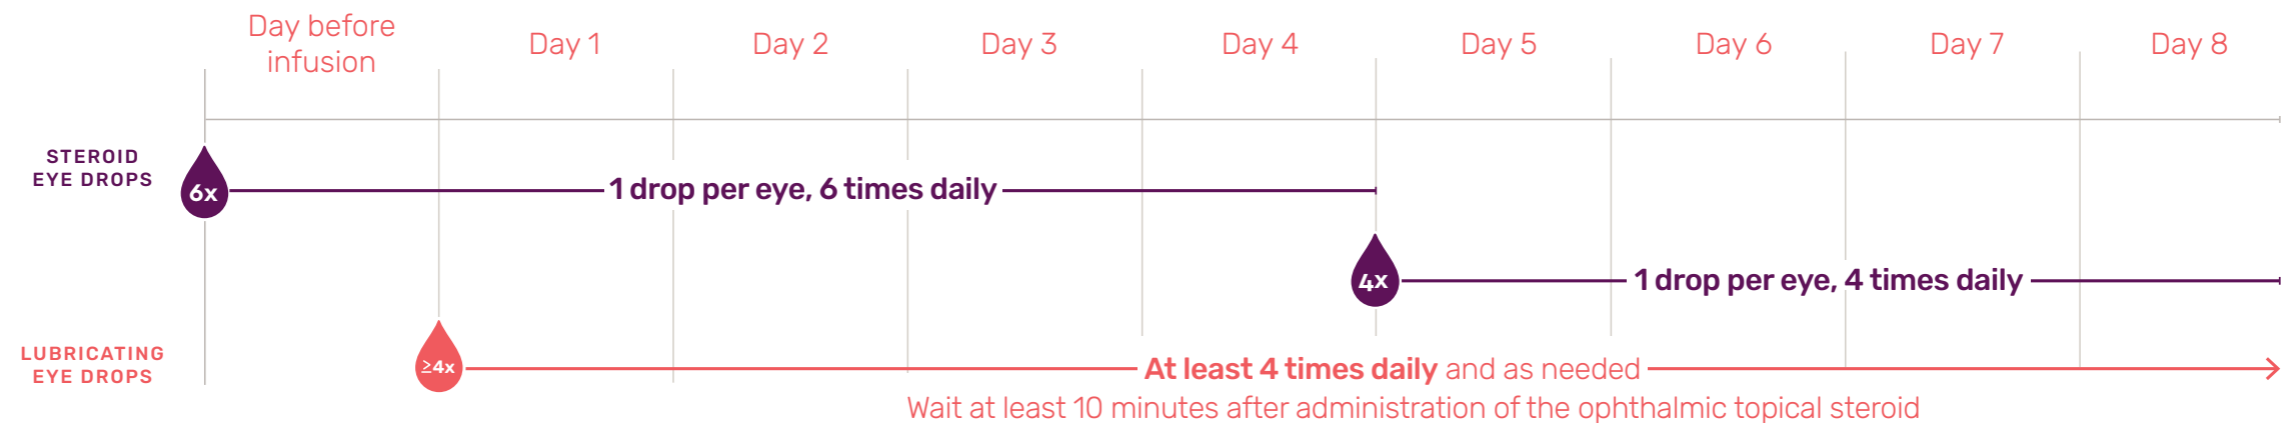 Day before
infusion
Day 1
Day 2
Day 3
Day 4
Day 5
Day 6
Day 7
Day 8
STEROID
EYE DROPS
6x
1 drop per eye, 6 times daily
4x
1 drop per eye, 4 times daily
LUBRICATING
EYE DROPS
≥4x
At least 4 times daily and as needed
Wait at least 10 minutes after administration of the ophthalmic topical steroid